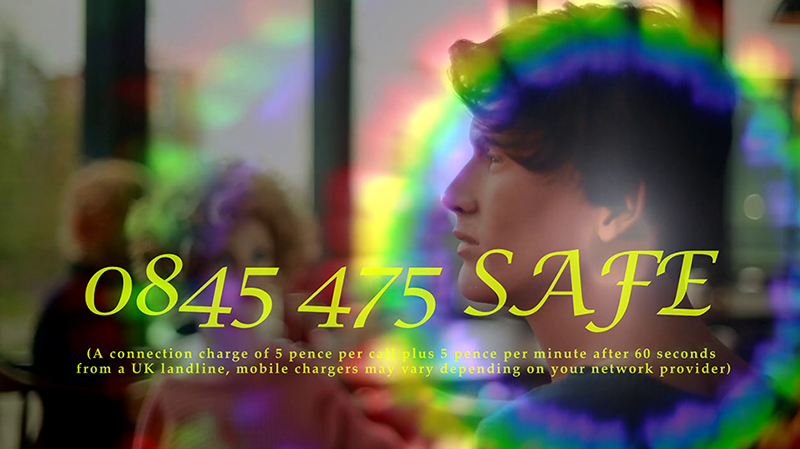 0845 475 SAFE
(A connection charge of 5 pence per call plus 5 pence per minute after 60 seconds
from a UK landline, mobile chargers may vary depending on your network provider)